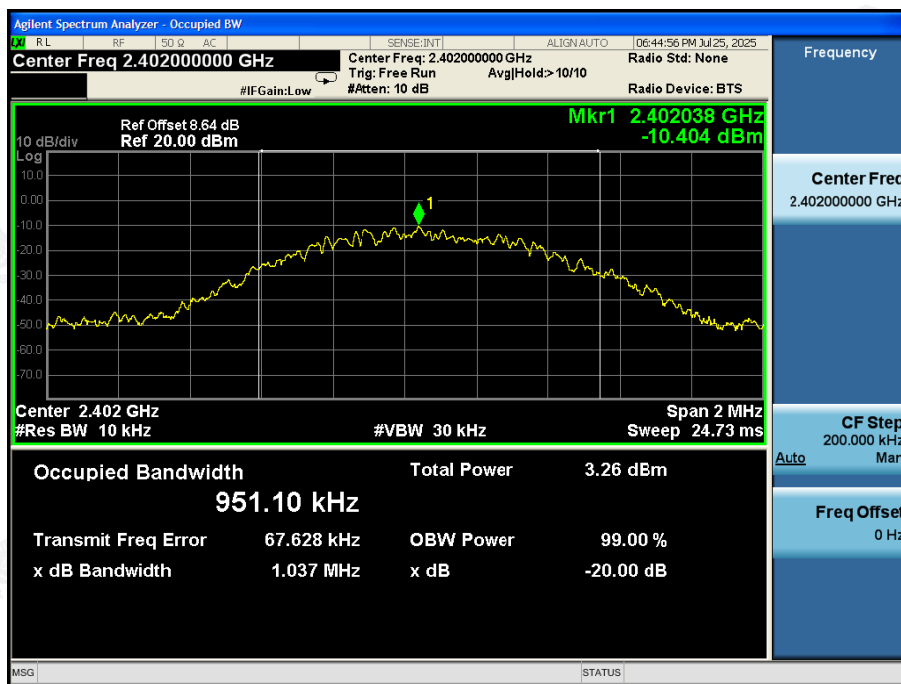 Agilent Spectrum Analyzer - Occupied BW
LXI RL RF 50 Ω AC SENSE:INT ALIGN AUTO 06:44:56 PM Jul 25, 2025
Center Freq 2.402000000 GHz
Center Freq: 2.402000000 GHz Radio Std: None
Trig: Free Run Avg|Hold:>10/10
#IFGain:Low #Atten: 10 dB Radio Device: BTS
Mkr1 2.402038 GHz
-10.404 dBm
Ref Offset 8.64 dB
10 dB/div Ref 20.00 dBm
Log
10.0
0.00
-10.0
-20.0
-30.0
-40.0
-50.0
-60.0
-70.0
1
Center 2.402 GHz Span 2 MHz
#Res BW 10 kHz #VBW 30 kHz Sweep 24.73 ms
Occupied Bandwidth Total Power 3.26 dBm
951.10 kHz
Transmit Freq Error 67.628 kHz OBW Power 99.00 %
x dB Bandwidth 1.037 MHz x dB -20.00 dB
MSG STATUS
Frequency
Center Freq
2.402000000 GHz
CF Step
200.000 kHz
Auto Man
Freq Offset
0 Hz